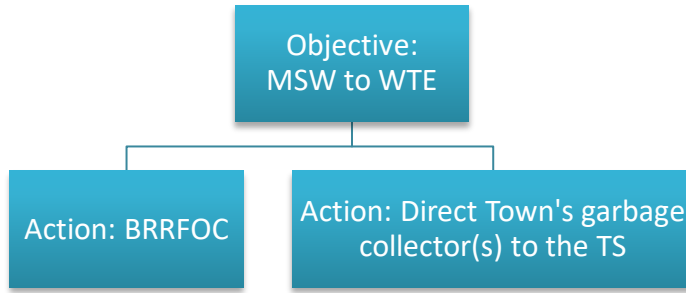 Objective:
MSW to WTE
Action: BRRFOC
Action: Direct Town's garbage
collector(s) to the TS